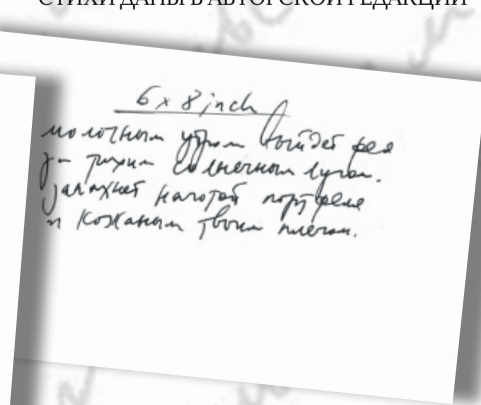 СТИХИ ДАНЫ В АВТОРСКОЙ РЕДАКЦИИ
6 x 8 inch
молочным утром выйдет фея
за тихим солнечным лучом.
запахнет наготой портфеля
и кожаным твоим плечом.